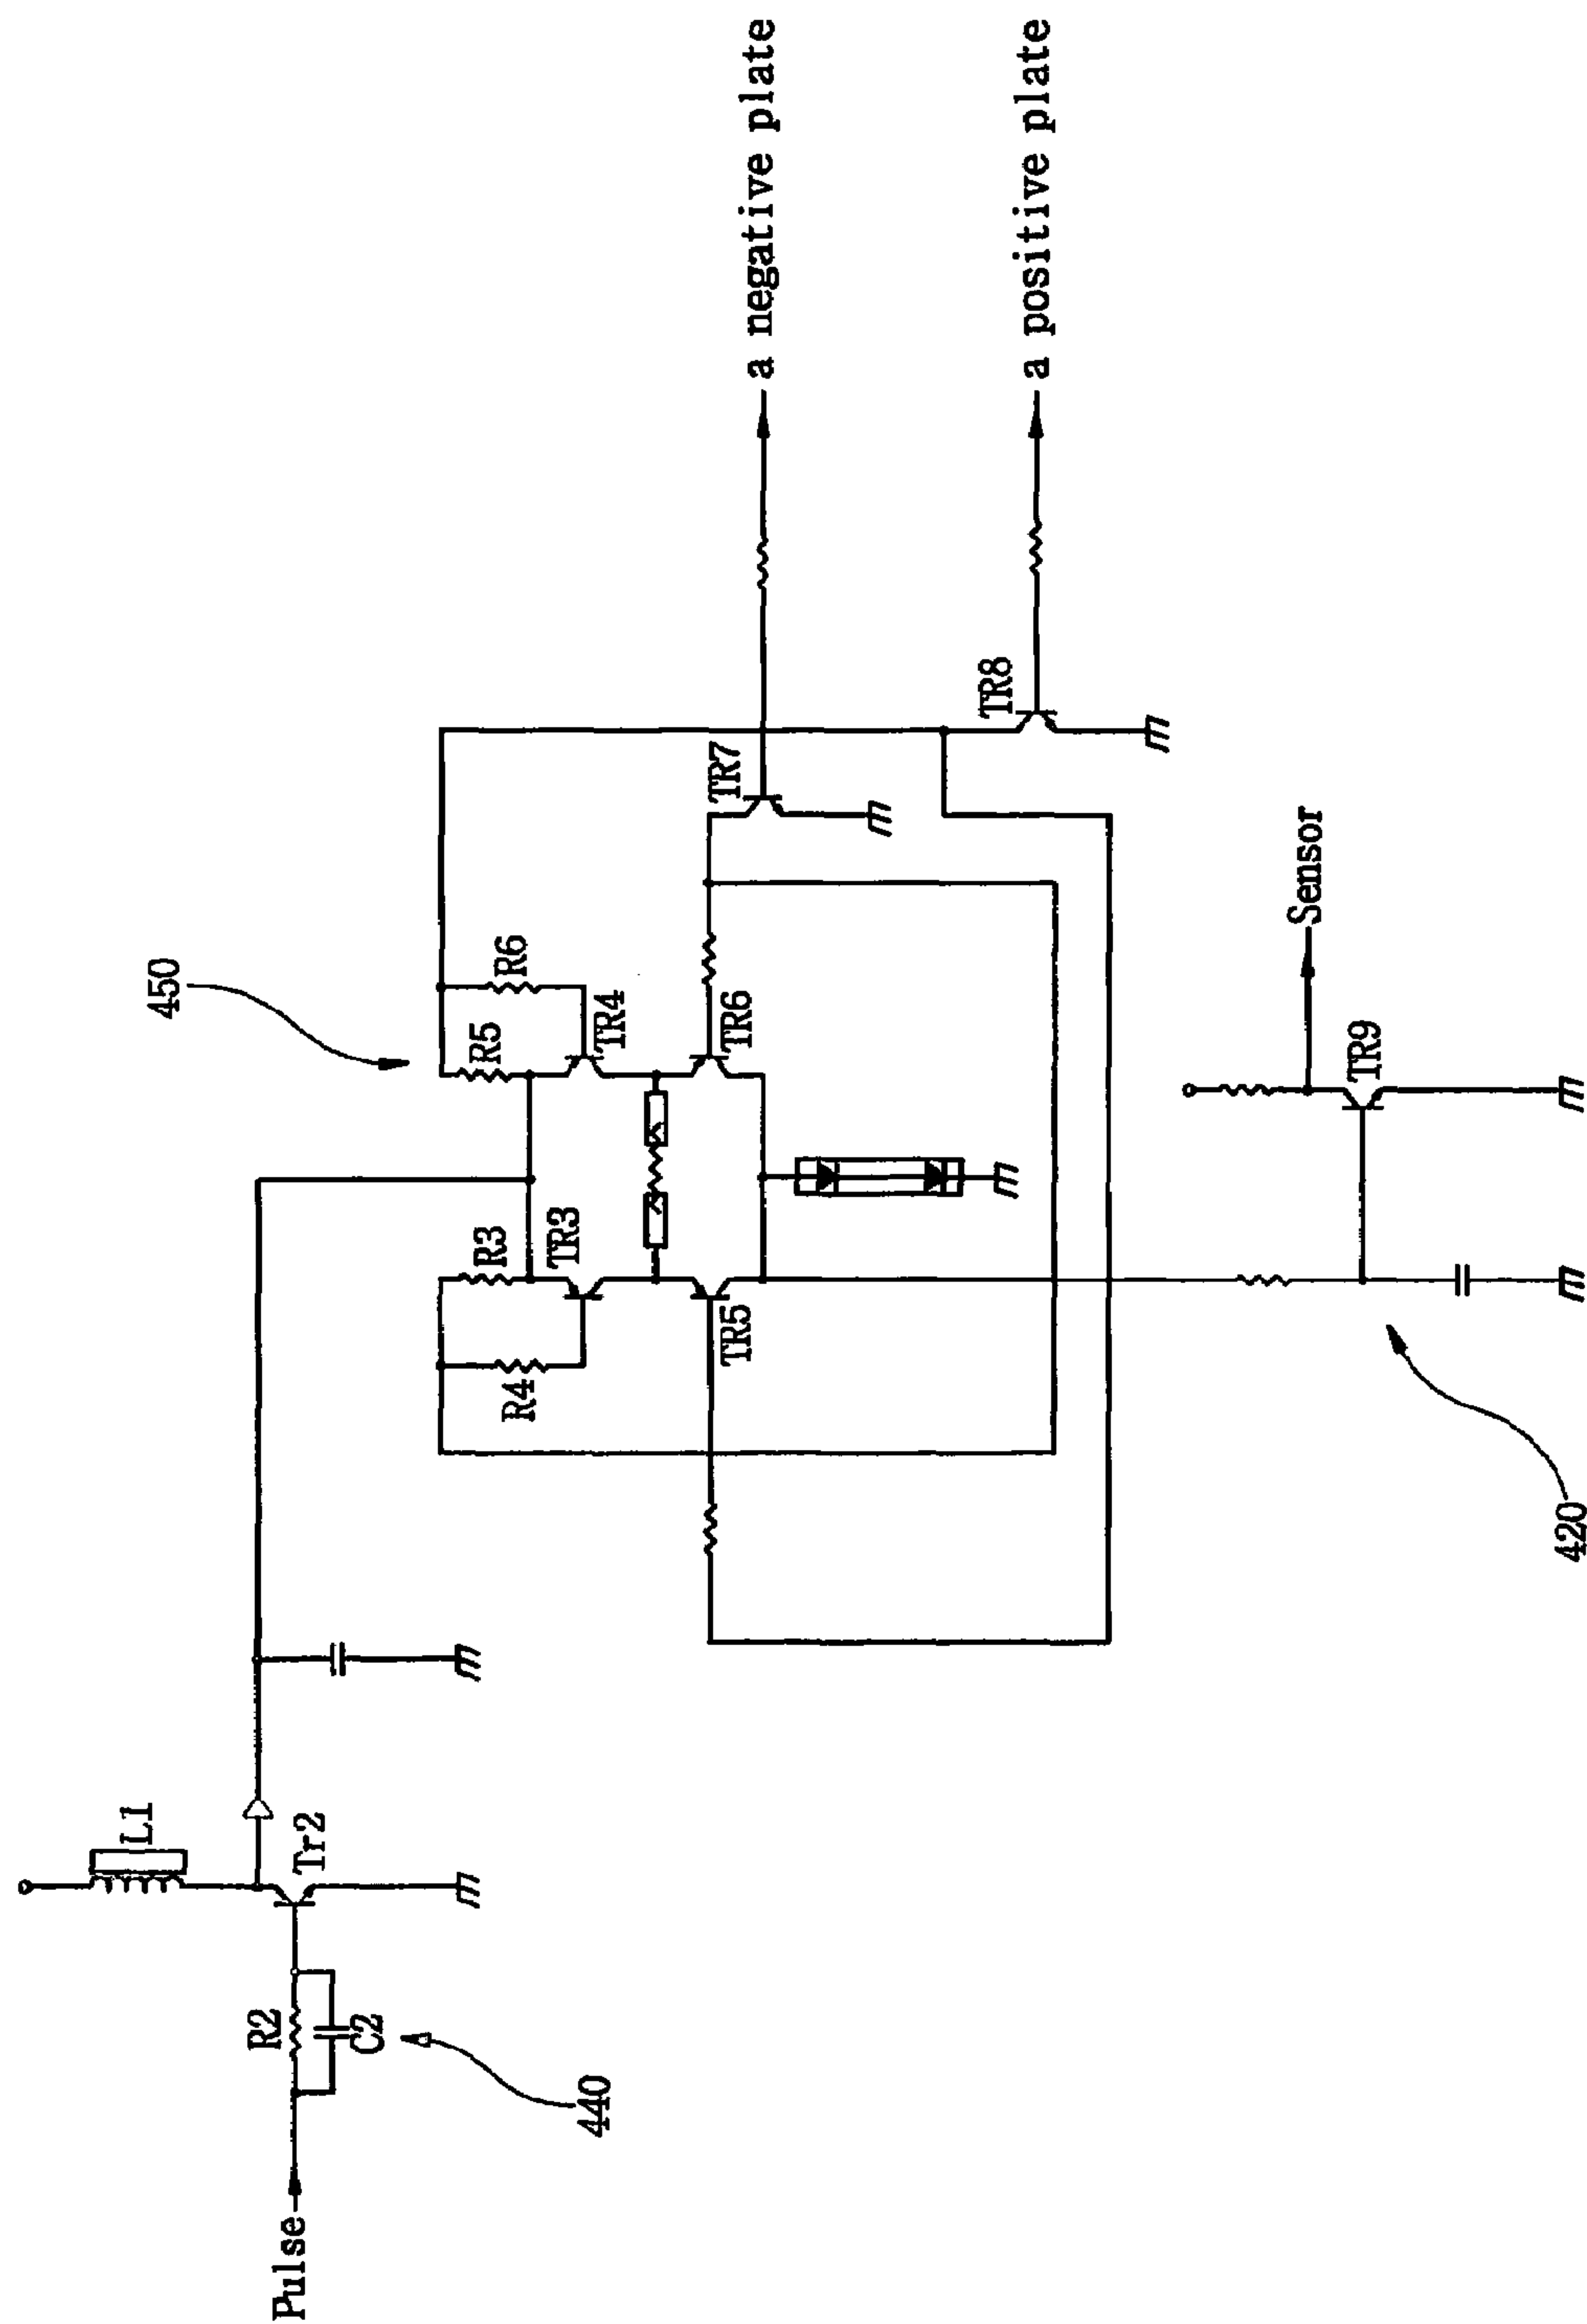 Pulse
440
R2
C2
L1
Tr2
450
R4
R3
TR3
R5
R6
TR4
TR5
TR6
TR7
TR8
a negative plate
a positive plate
420
TR9
Sensor